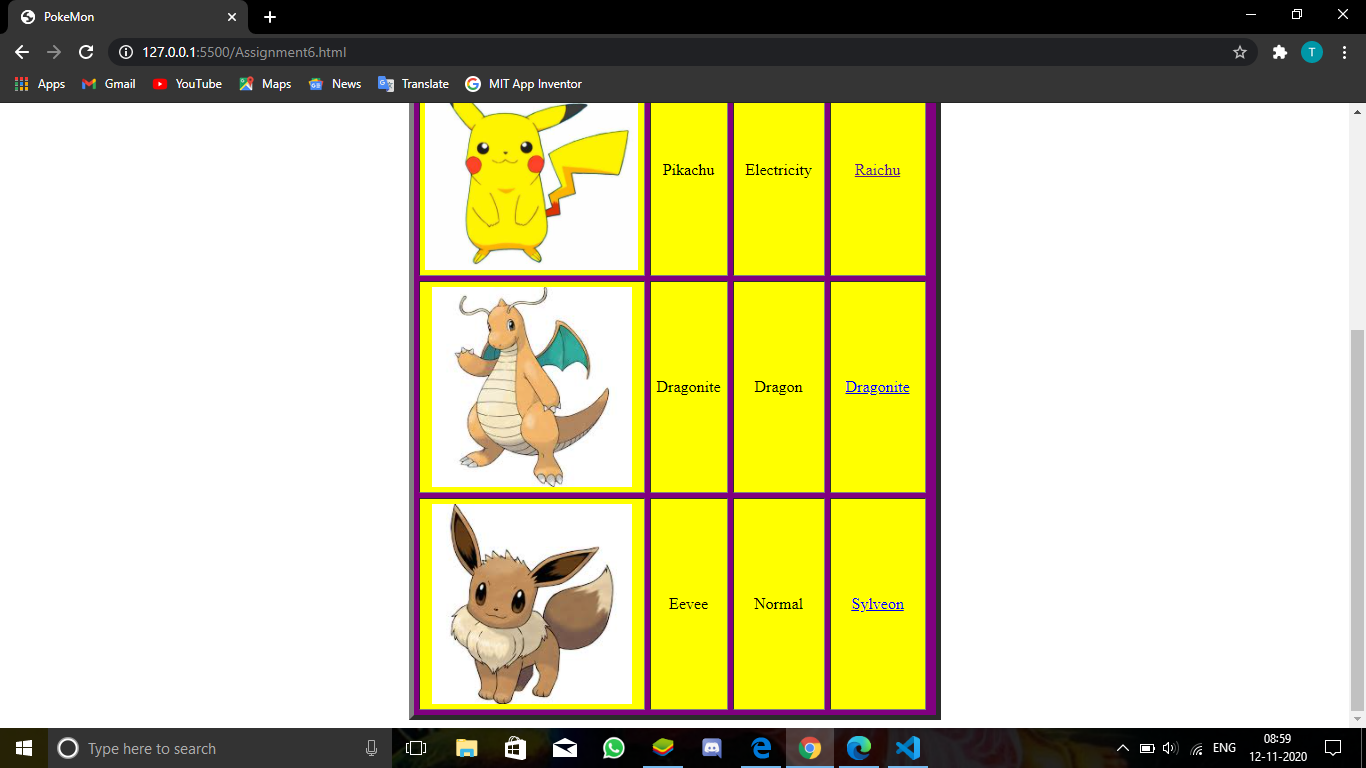 PokeMon
127.0.0.1:5500/Assignment6.html
T
Apps Gmail YouTube Maps News Translate MIT App Inventor
Pikachu Electricity Raichu
Dragonite Dragon Dragonite
Eevee Normal Sylveon
Type here to search
ENG
08:59
12-11-2020